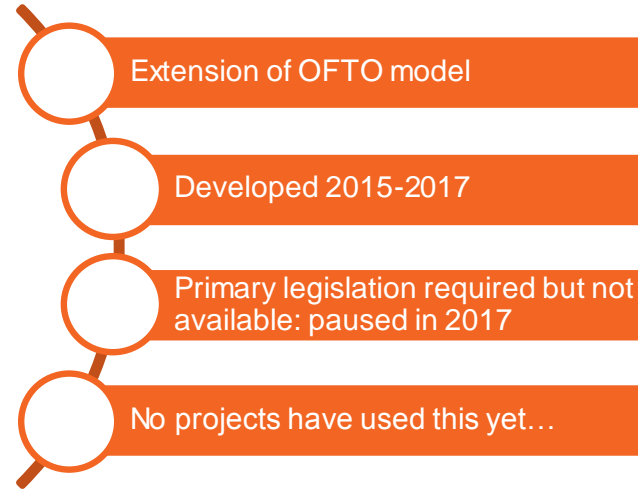 Extension of OFTO model
Developed 2015-2017
Primary legislation required but not
available: paused in 2017
No projects have used this yet…